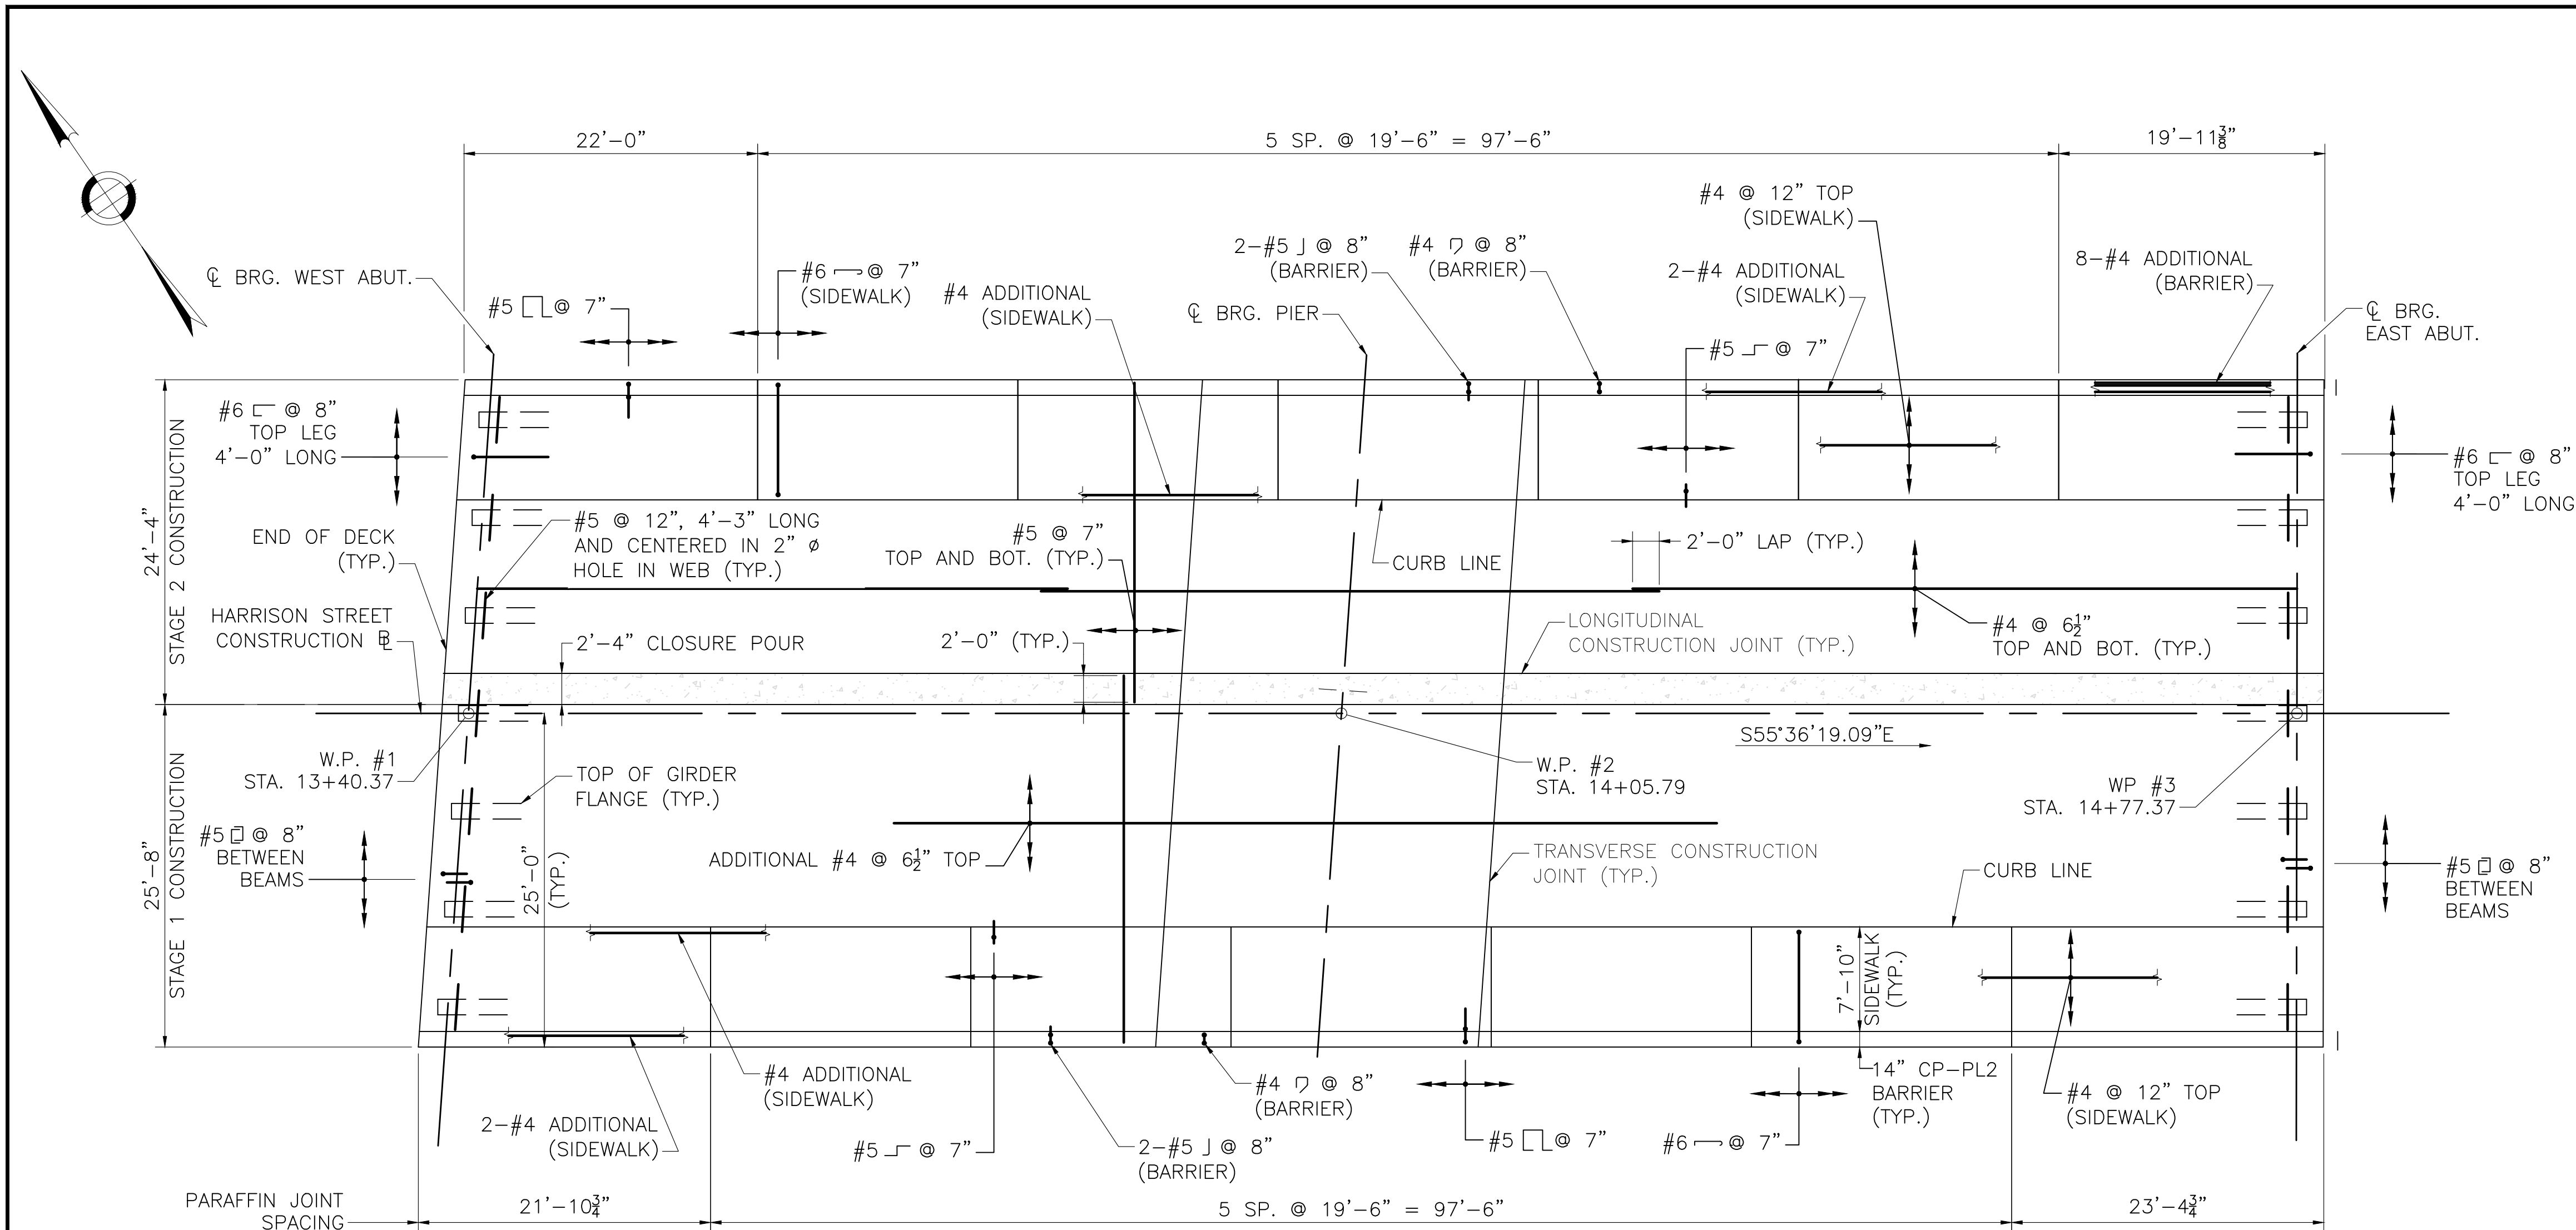 22'-0"
5 SP. @ 19'-6" = 97'-6"
19'-11⅜"
#4 @ 12" TOP
(SIDEWALK)
2-#5 @ 8"
(BARRIER)
#4 @ 8"
(BARRIER)
2-#4 ADDITIONAL
(SIDEWALK)
8-#4 ADDITIONAL
(BARRIER)
℄ BRG. WEST ABUT.
#5 @ 7"
#6 @ 7"
(SIDEWALK)
#4 ADDITIONAL
(SIDEWALK)
℄ BRG. PIER
#5 @ 7"
℄ BRG.
EAST ABUT.
#6 @ 8"
TOP LEG
4'-0" LONG
#6 @ 8"
TOP LEG
4'-0" LONG
STAGE 2 CONSTRUCTION
24'-4"
END OF DECK
(TYP.)
#5 @ 12", 4'-3" LONG
AND CENTERED IN 2" ø
HOLE IN WEB (TYP.)
#5 @ 7"
TOP AND BOT. (TYP.)
CURB LINE
2'-0" LAP (TYP.)
HARRISON STREET
CONSTRUCTION BL
2'-4" CLOSURE POUR
2'-0" (TYP.)
LONGITUDINAL
CONSTRUCTION JOINT (TYP.)
#4 @ 6½"
TOP AND BOT. (TYP.)
S55°36'19.09"E
W.P. #1
STA. 13+40.37
TOP OF GIRDER
FLANGE (TYP.)
W.P. #2
STA. 14+05.79
WP #3
STA. 14+77.37
STAGE 1 CONSTRUCTION
25'-8"
#5 @ 8"
BETWEEN
BEAMS
25'-0"
(TYP.)
ADDITIONAL #4 @ 6½" TOP
TRANSVERSE CONSTRUCTION
JOINT (TYP.)
CURB LINE
#5 @ 8"
BETWEEN
BEAMS
7'-10"
SIDEWALK
(TYP.)
#4 ADDITIONAL
(SIDEWALK)
2-#4 ADDITIONAL
(SIDEWALK)
#5 @ 7"
2-#5 @ 8"
(BARRIER)
#4 @ 8"
(BARRIER)
#5 @ 7"
#6 @ 7"
14" CP-PL2
BARRIER
(TYP.)
#4 @ 12" TOP
(SIDEWALK)
PARAFFIN JOINT
SPACING
21'-10¾"
5 SP. @ 19'-6" = 97'-6"
23'-4¾"